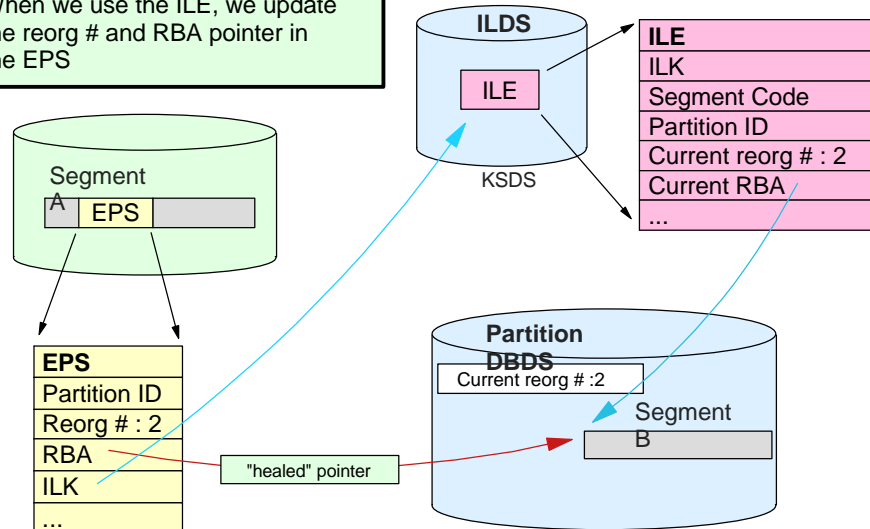 When we use the ILE, we update
the reorg # and RBA pointer in
the EPS
ILDS
ILE
KSDS
ILE
ILK
Segment Code
Partition ID
Current reorg # : 2
Current RBA
...
Segment
A
EPS
EPS
Partition ID
Reorg # : 2
RBA
ILK
...
"healed" pointer
Partition
DBDS
Current reorg # :2
Segment
B